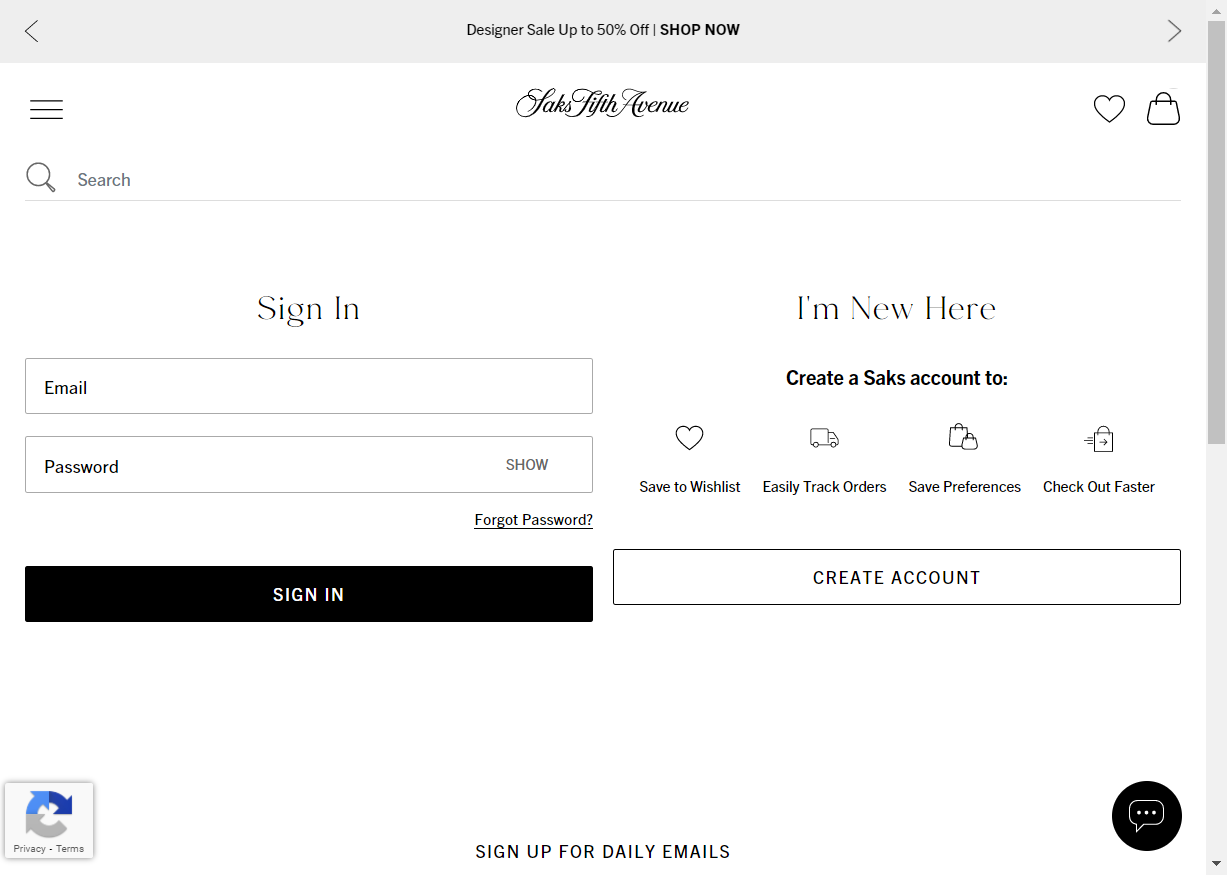 Designer Sale Up to 50% Off | SHOP NOW
Saks Fifth Avenue
Search
Sign In
Email
Password
SHOW
Forgot Password?
SIGN IN
I'm New Here
Create a Saks account to:
Save to Wishlist
Easily Track Orders
Save Preferences
Check Out Faster
CREATE ACCOUNT
Privacy - Terms
SIGN UP FOR DAILY EMAILS